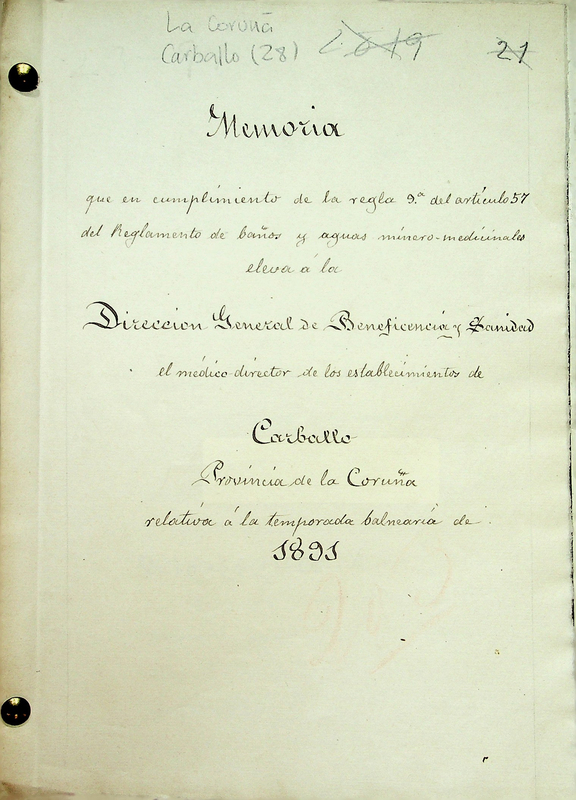 La Coruña
Carballo (28)
2019
21
Memoria
que en cumplimiento de la regla 9.ª del artículo 57
del Reglamento de baños y aguas minero-medicinales
eleva á la
Direccion General de Beneficencia y Sanidad
el médico-director de los establecimientos de
Carballo
Provincia de la Coruña
relativa á la temporada balnearia de
1891